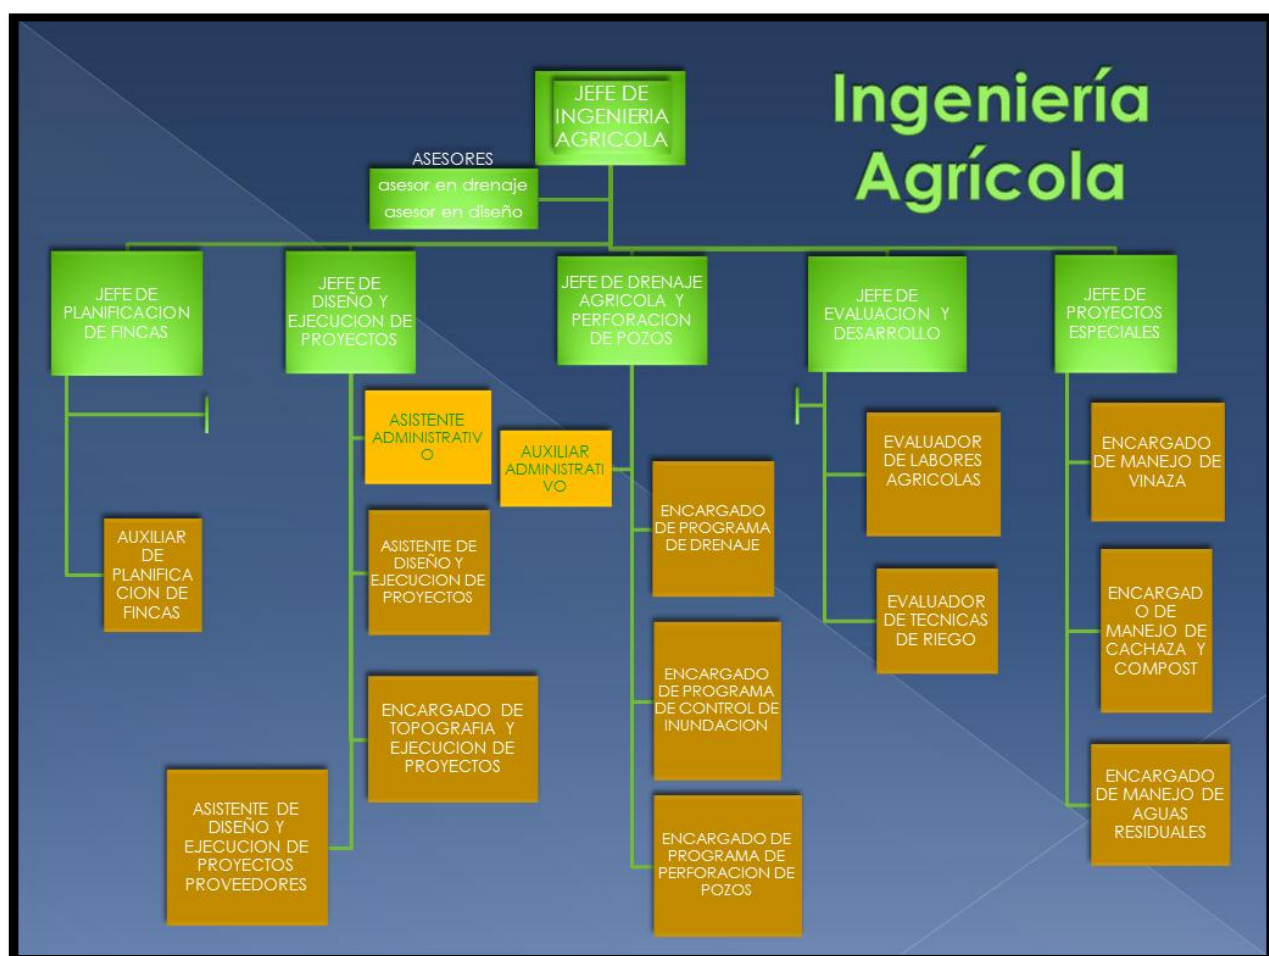 Ingeniería
Agrícola
JEFE DE
INGENIERIA
AGRICOLA
ASESORES
asesor en drenaje
asesor en diseño
JEFE DE
PLANIFICACION
DE FINCAS
JEFE DE
DISEÑO Y
EJECUCION DE
PROYECTOS
JEFE DE DRENAJE
AGRICOLA Y
PERFORACION
DE POZOS
JEFE DE
EVALUACION Y
DESARROLLO
JEFE DE
PROYECTOS
ESPECIALES
AUXILIAR
DE
PLANIFICA
CION DE
FINCAS
ASISTENTE
ADMINISTRATIV
O
ASISTENTE DE
DISEÑO Y
EJECUCION DE
PROYECTOS
ENCARGADO DE
TOPOGRAFIA Y
EJECUCION DE
PROYECTOS
ASISTENTE DE
DISEÑO Y
EJECUCION DE
PROYECTOS
PROVEEDORES
AUXILIAR
ADMINISTRATI
VO
ENCARGADO
DE PROGRAMA
DE DRENAJE
ENCARGADO
DE PROGRAMA
DE CONTROL DE
INUNDACION
ENCARGADO DE
PROGRAMA DE
PERFORACION DE
POZOS
EVALUADOR
DE LABORES
AGRICOLAS
EVALUADOR
DE TECNICAS
DE RIEGO
ENCARGADO
DE MANEJO DE
VINAZA
ENCARGAD
O DE
MANEJO DE
CACHAZA Y
COMPOST
ENCARGADO
DE MANEJO DE
AGUAS
RESIDUALES